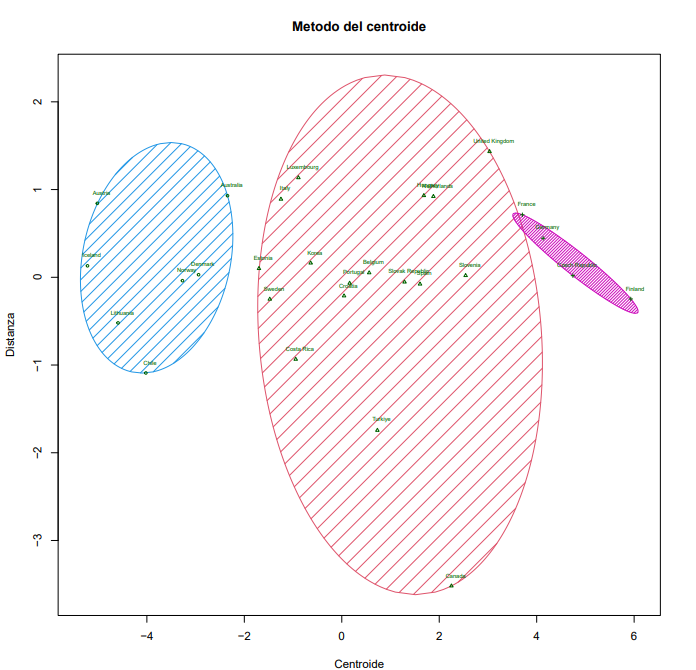 Metodo del centroide
United Kingdom
Luxembourg
Australia
Italy
Netherlands
Austria
France
Germany
Estonia
Korea
Iceland
Denmark
Belgium
Slovenia
Czech Republic
Norway
Portugal
Slovak Republic
Spain
Sweden
Croatia
Finland
Lithuania
Costa Rica
Chile
Türkiye
Canada
2
1
0
−1
−2
−3
Distanza
−4
−2
0
2
4
6
Centroide